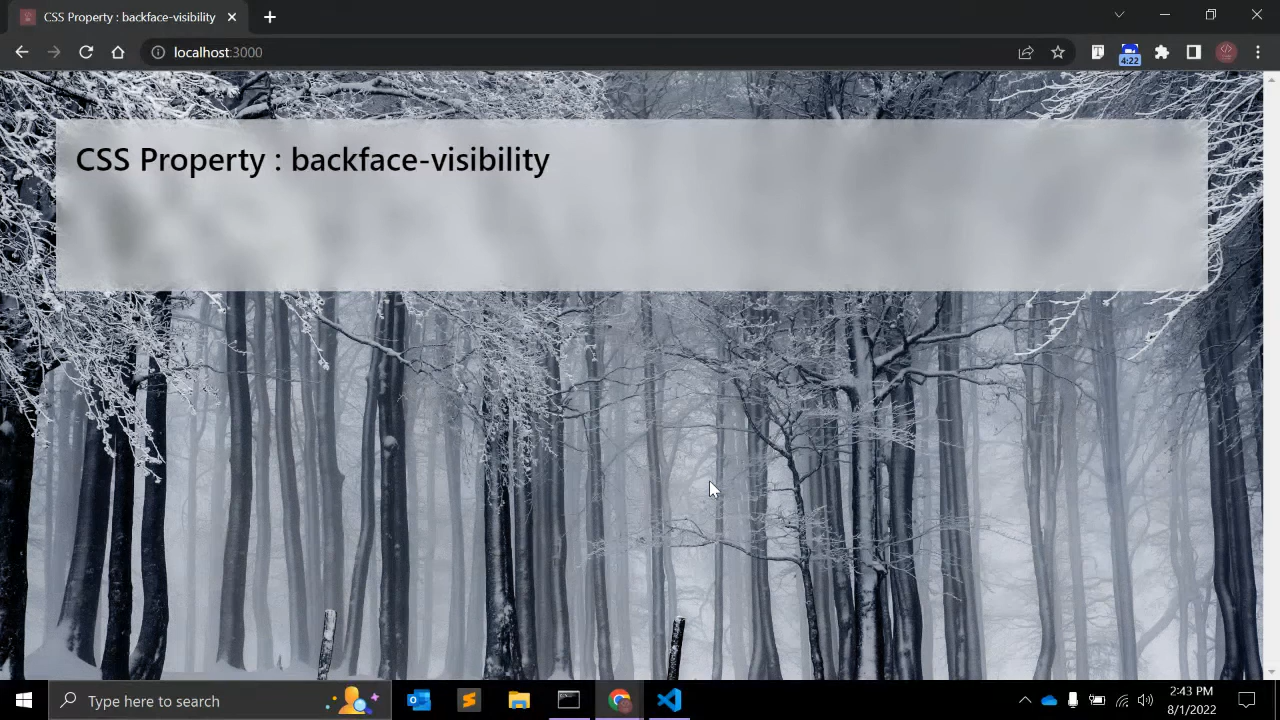 CSS Property : backface-visibility
localhost:3000
4:22
CSS Property : backface-visibility
Type here to search
2:43 PM
8/1/2022